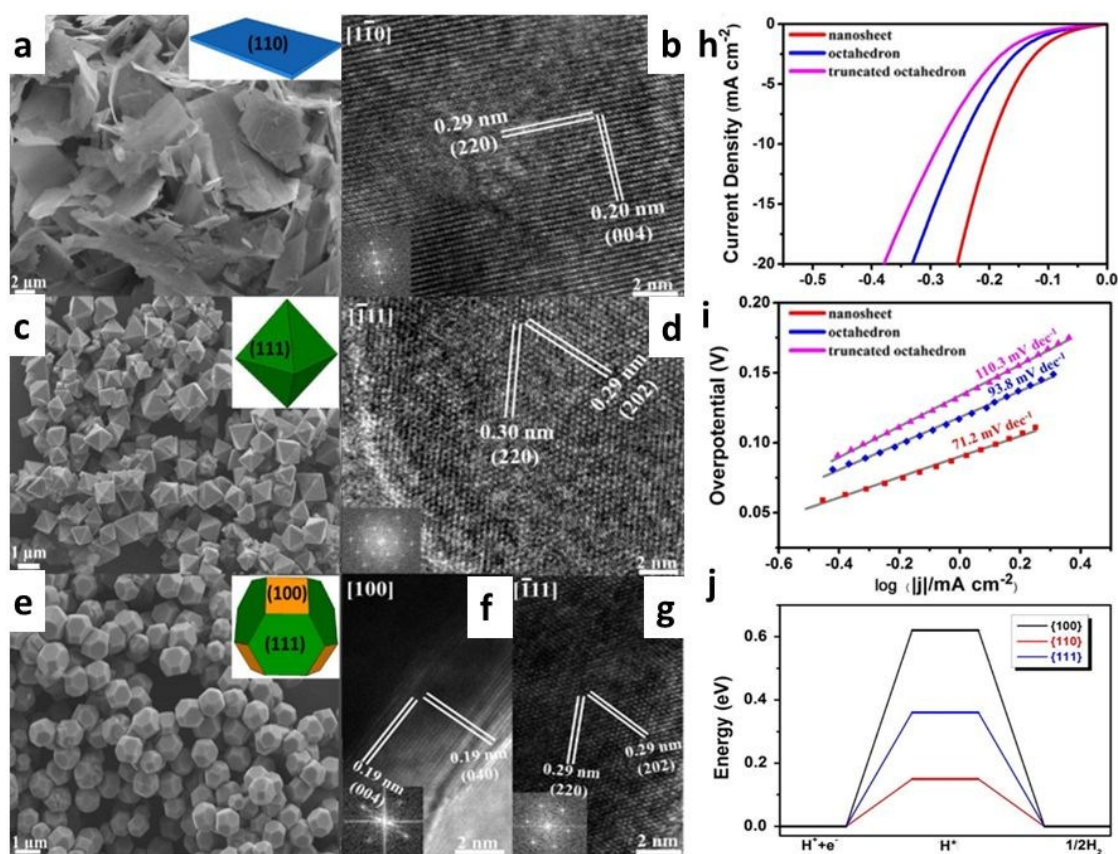 a
(110)
2 μm
[11̅0]
b
0.29 nm
(220)
0.20 nm
(004)
2 nm
c
(111)
1 μm
[1̅11]
d
0.29 nm
(202)
0.30 nm
(220)
2 nm
e
(100)
(111)
1 μm
[100]
f
0.19 nm
(004)
0.19 nm
(040)
2 nm
[1̅11]
g
0.29 nm
(220)
0.29 nm
(202)
2 nm
h
nanosheet
octahedron
truncated octahedron
Current Density (mA cm⁻²)
0
-5
-10
-15
-20
-0.5 -0.4 -0.3 -0.2 -0.1 0.0
i
nanosheet
octahedron
truncated octahedron
110.3 mV dec⁻¹
93.8 mV dec⁻¹
71.2 mV dec⁻¹
Overpotential (V)
0.20
0.15
0.10
0.05
-0.6 -0.4 -0.2 0.0 0.2 0.4
log (|j|/mA cm⁻²)
j
{100}
{110}
{111}
Energy (eV)
0.6
0.4
0.2
0.0
H⁺+e⁻ H* 1/2H₂